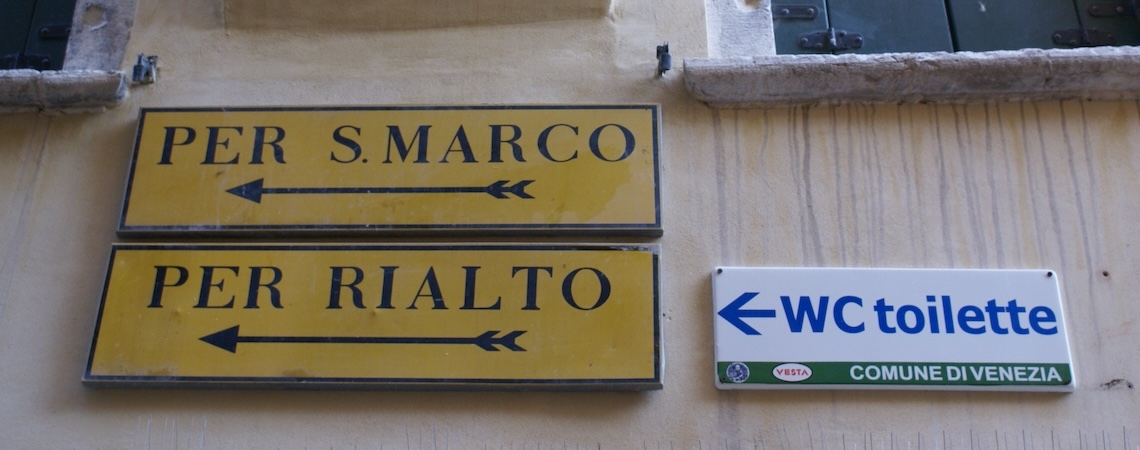 PER S. MARCO
PER RIALTO
WC toilette
VESTA
COMUNE DI VENEZIA